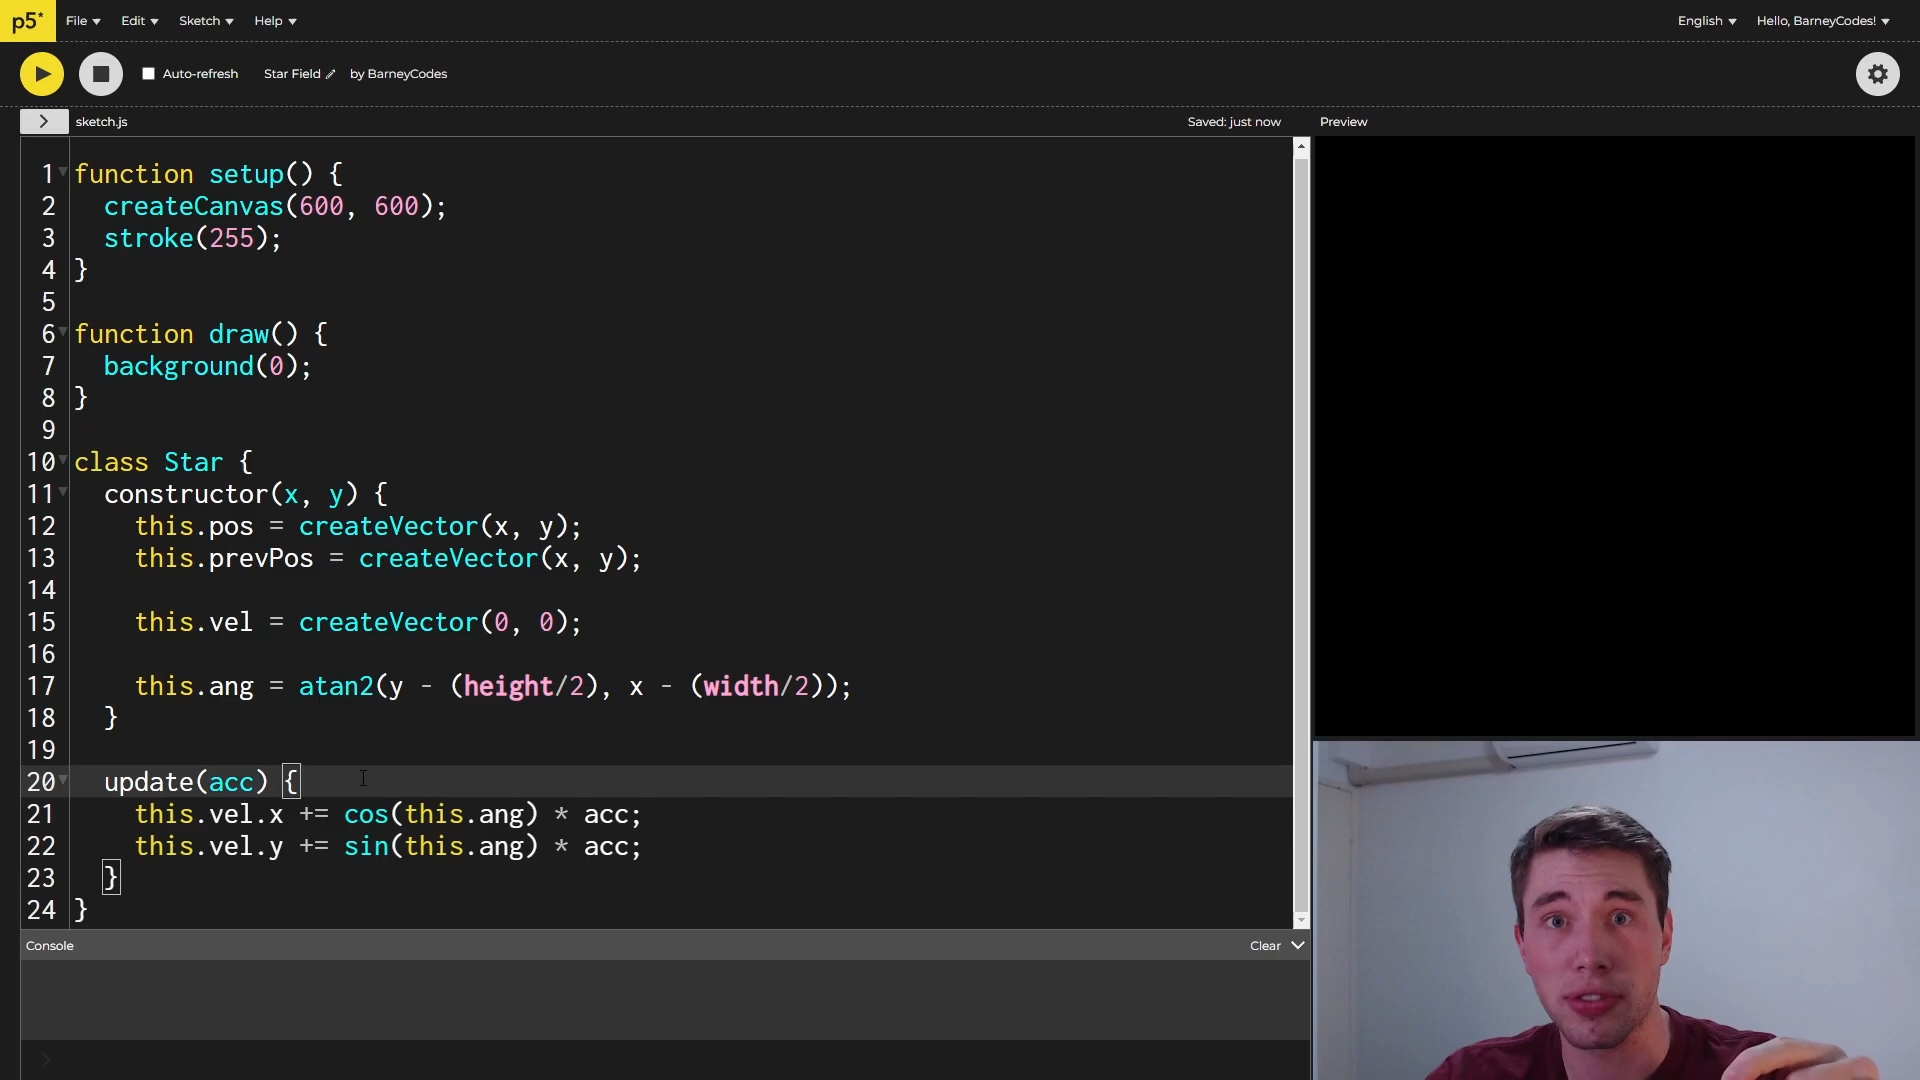 p5*
File
Edit
Sketch
Help
English
Hello, BarneyCodes!
Auto-refresh
Star Field
by BarneyCodes
sketch.js
Saved: just now
Preview
1 function setup() {
2 createCanvas(600, 600);
3 stroke(255);
4 }
5
6 function draw() {
7 background(0);
8 }
9
10 class Star {
11 constructor(x, y) {
12 this.pos = createVector(x, y);
13 this.prevPos = createVector(x, y);
14
15 this.vel = createVector(0, 0);
16
17 this.ang = atan2(y - (height/2), x - (width/2));
18 }
19
20 update(acc) {
21 this.vel.x += cos(this.ang) * acc;
22 this.vel.y += sin(this.ang) * acc;
23 }
24 }
Console
Clear